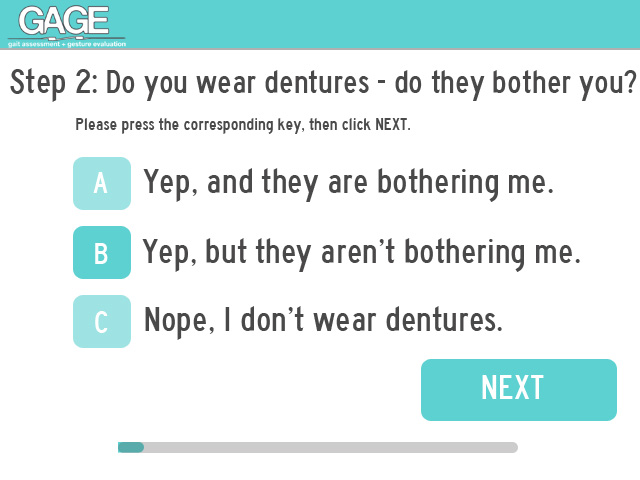 GAGE
gait assessment + gesture evaluation
Step 2: Do you wear dentures - do they bother you?
Please press the corresponding key, then click NEXT.
A Yep, and they are bothering me.
B Yep, but they aren't bothering me.
C Nope, I don't wear dentures.
NEXT